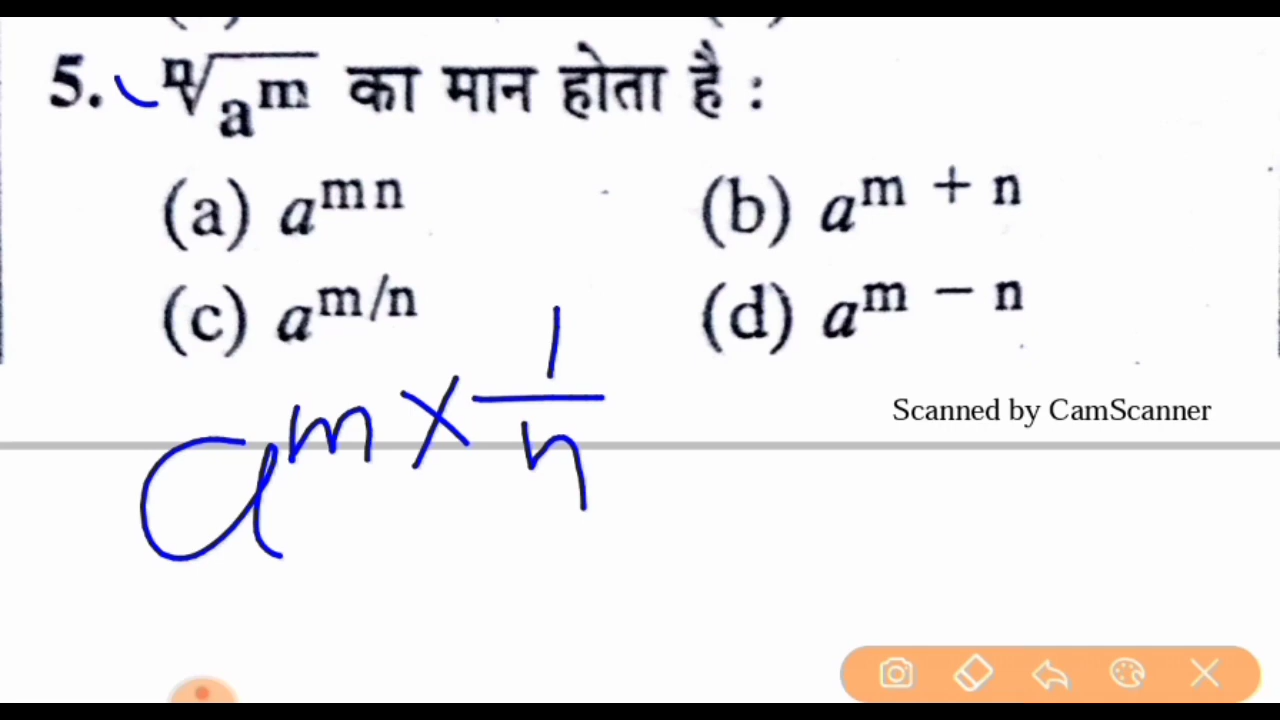 5. ⁿ√aᵐ का मान होता है :
(a) aᵐⁿ (b) aᵐ ⁺ ⁿ
(c) aᵐ/ⁿ (d) aᵐ ⁻ ⁿ
Scanned by CamScanner
aᵐ × 1/n